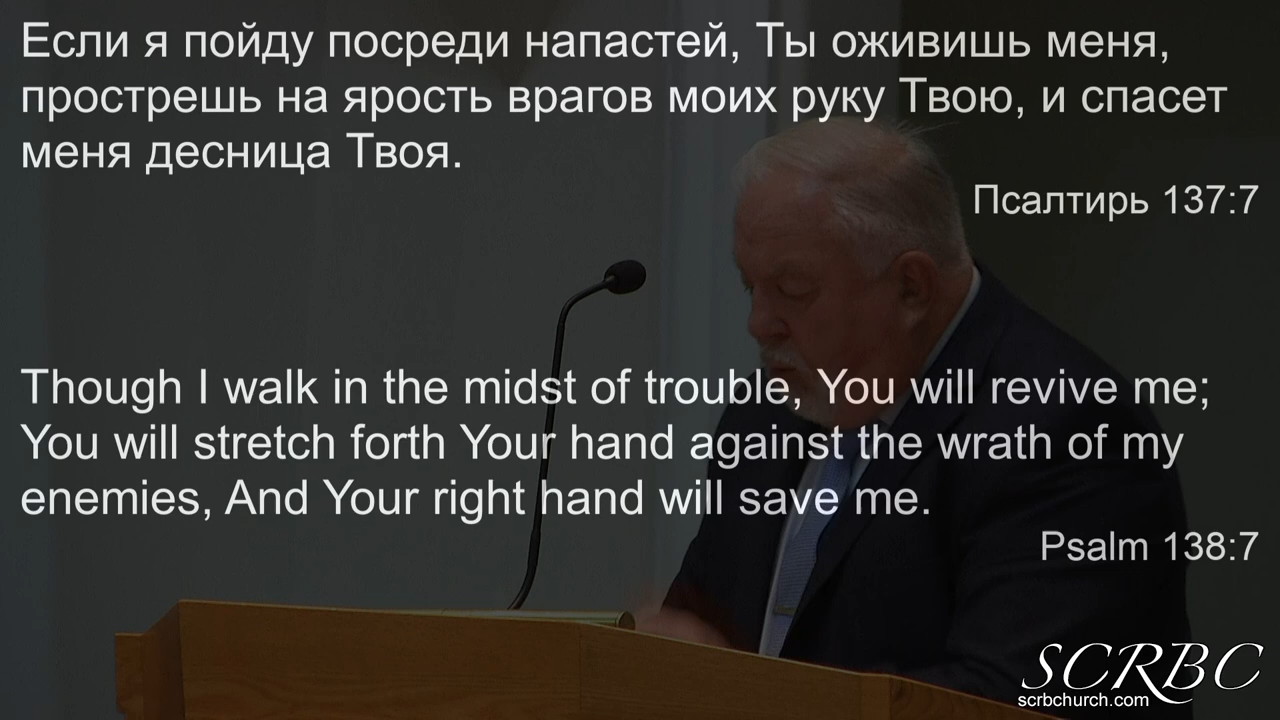 Если я пойду посреди напастей, Ты оживишь меня,
прострешь на ярость врагов моих руку Твою, и спасет
меня десница Твоя.
Псалтирь 137:7
Though I walk in the midst of trouble, You will revive me;
You will stretch forth Your hand against the wrath of my
enemies, And Your right hand will save me.
Psalm 138:7
SCRBC
scrbchurch.com